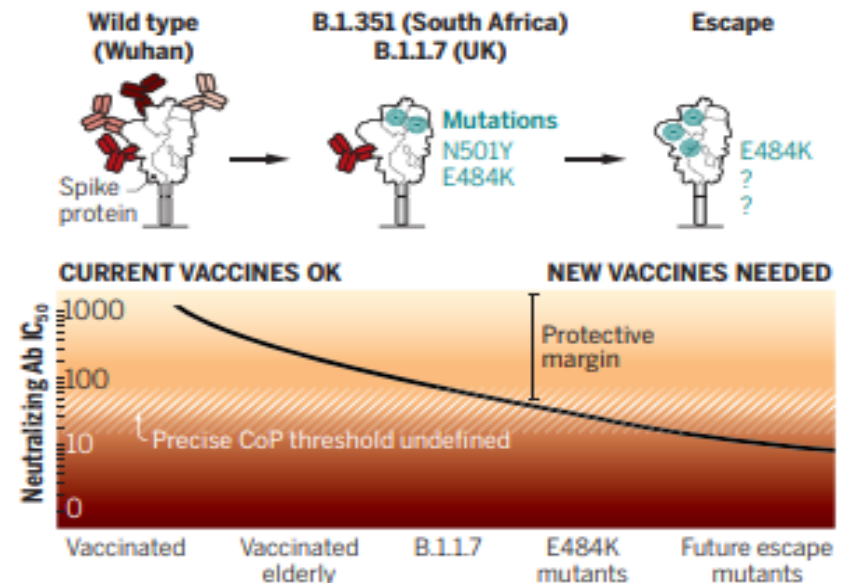 Wild type
(Wuhan)
B.1.351 (South Africa)
B.1.1.7 (UK)
Escape
Mutations
N501Y
E484K
Spike
protein
E484K
?
?
CURRENT VACCINES OK
NEW VACCINES NEEDED
Neutralizing Ab IC50
1000
100
10
0
Protective
margin
Precise CoP threshold undefined
Vaccinated
Vaccinated
elderly
B.1.1.7
E484K
mutants
Future escape
mutants